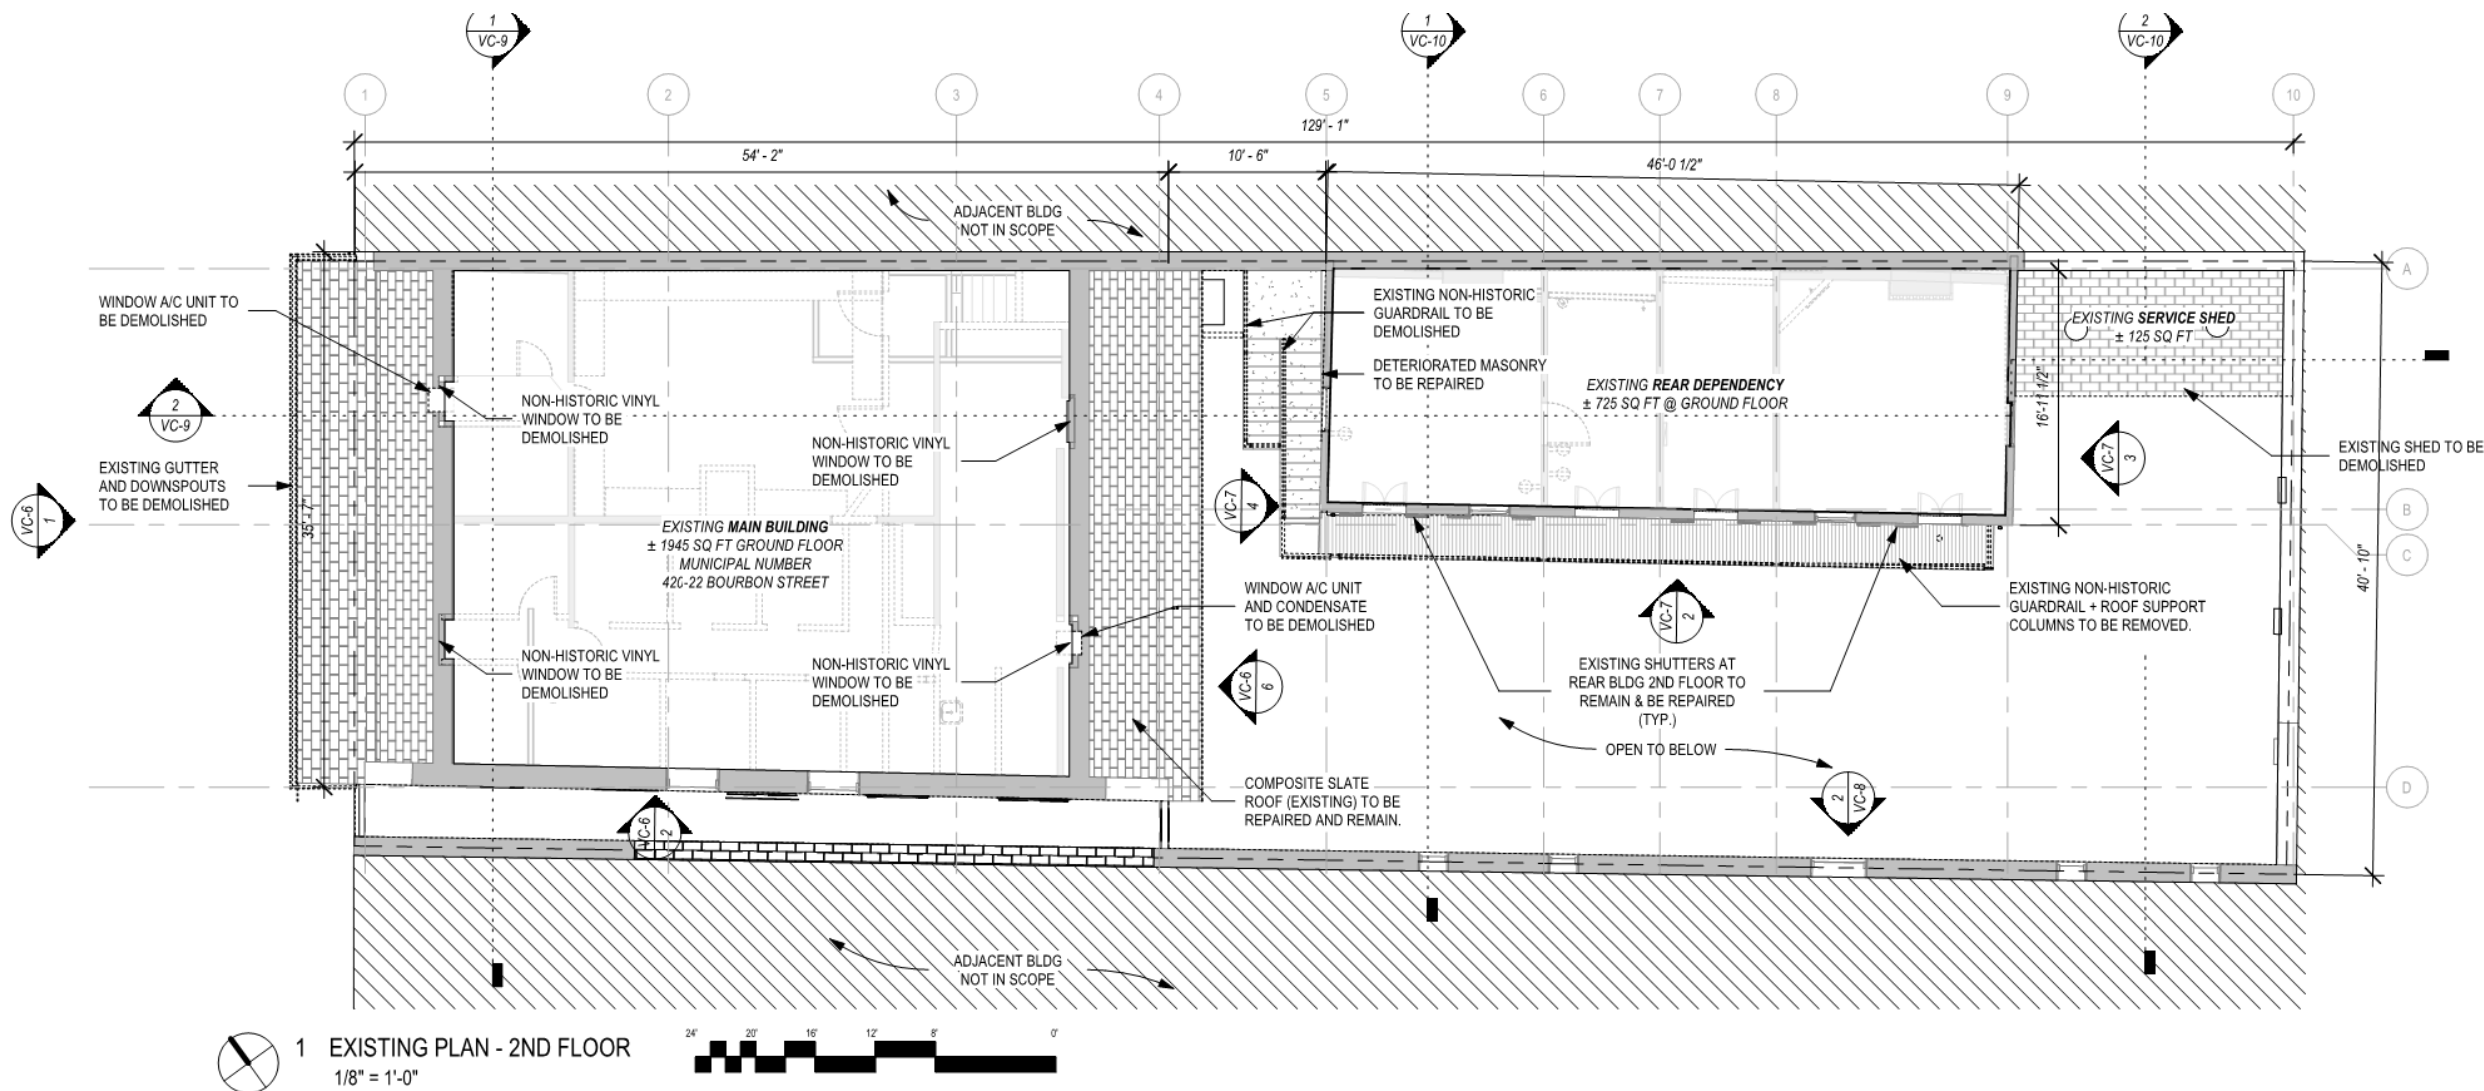 1
VC-9
1
VC-10
2
VC-10
1
2
3
4
5
6
7
8
9
10
129' - 1"
54' - 2"
10' - 6"
46'-0 1/2"
ADJACENT BLDG
NOT IN SCOPE
A
WINDOW A/C UNIT TO
BE DEMOLISHED
EXISTING NON-HISTORIC
GUARDRAIL TO BE
DEMOLISHED
EXISTING SERVICE SHED
± 125 SQ FT
DETERIORATED MASONRY
TO BE REPAIRED
EXISTING REAR DEPENDENCY
± 725 SQ FT @ GROUND FLOOR
16'-11 1/2"
2
VC-9
NON-HISTORIC VINYL
WINDOW TO BE
DEMOLISHED
NON-HISTORIC VINYL
WINDOW TO BE
DEMOLISHED
VC-7
3
EXISTING SHED TO BE
DEMOLISHED
EXISTING GUTTER
AND DOWNSPOUTS
TO BE DEMOLISHED
VC-6
1
35' - 7"
VC-7
4
B
C
EXISTING MAIN BUILDING
± 1945 SQ FT GROUND FLOOR
MUNICIPAL NUMBER
420-22 BOURBON STREET
WINDOW A/C UNIT
AND CONDENSATE
TO BE DEMOLISHED
VC-7
2
EXISTING NON-HISTORIC
GUARDRAIL + ROOF SUPPORT
COLUMNS TO BE REMOVED.
40' - 10"
NON-HISTORIC VINYL
WINDOW TO BE
DEMOLISHED
NON-HISTORIC VINYL
WINDOW TO BE
DEMOLISHED
VC-6
6
EXISTING SHUTTERS AT
REAR BLDG 2ND FLOOR TO
REMAIN & BE REPAIRED
(TYP.)
OPEN TO BELOW
COMPOSITE SLATE
ROOF (EXISTING) TO BE
REPAIRED AND REMAIN.
2
VC-8
D
VC-6
2
ADJACENT BLDG
NOT IN SCOPE
1 EXISTING PLAN - 2ND FLOOR
1/8" = 1'-0"
24' 20' 16' 12' 8' 0'